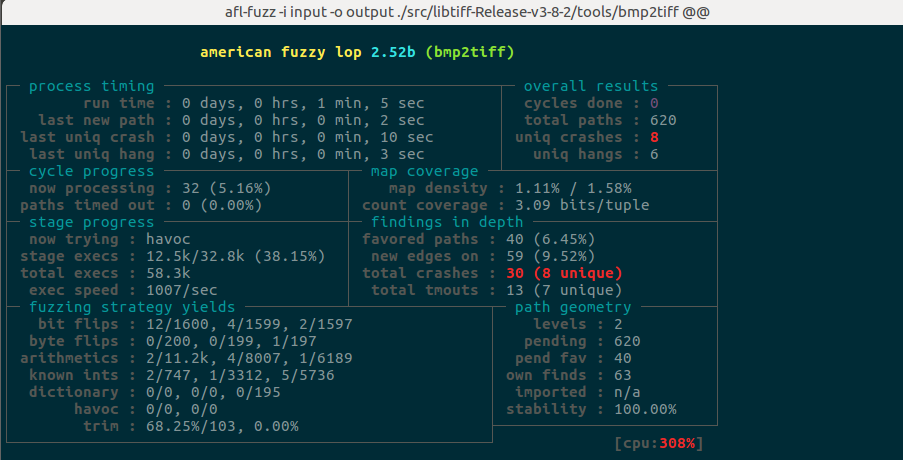 afl-fuzz -i input -o output ./src/libtiff-Release-v3-8-2/tools/bmp2tiff @@
american fuzzy lop 2.52b (bmp2tiff)
process timing overall results
run time : 0 days, 0 hrs, 1 min, 5 sec cycles done : 0
last new path : 0 days, 0 hrs, 0 min, 2 sec total paths : 620
last uniq crash : 0 days, 0 hrs, 0 min, 10 sec uniq crashes : 8
last uniq hang : 0 days, 0 hrs, 0 min, 3 sec uniq hangs : 6
cycle progress map coverage
now processing : 32 (5.16%) map density : 1.11% / 1.58%
paths timed out : 0 (0.00%) count coverage : 3.09 bits/tuple
stage progress findings in depth
now trying : havoc favored paths : 40 (6.45%)
stage execs : 12.5k/32.8k (38.15%) new edges on : 59 (9.52%)
total execs : 58.3k total crashes : 30 (8 unique)
exec speed : 1007/sec total tmouts : 13 (7 unique)
fuzzing strategy yields path geometry
bit flips : 12/1600, 4/1599, 2/1597 levels : 2
byte flips : 0/200, 0/199, 1/197 pending : 620
arithmetics : 2/11.2k, 4/8007, 1/6189 pend fav : 40
known ints : 2/747, 1/3312, 5/5736 own finds : 63
dictionary : 0/0, 0/0, 0/195 imported : n/a
havoc : 0/0, 0/0 stability : 100.00%
trim : 68.25%/103, 0.00%
[cpu:308%]